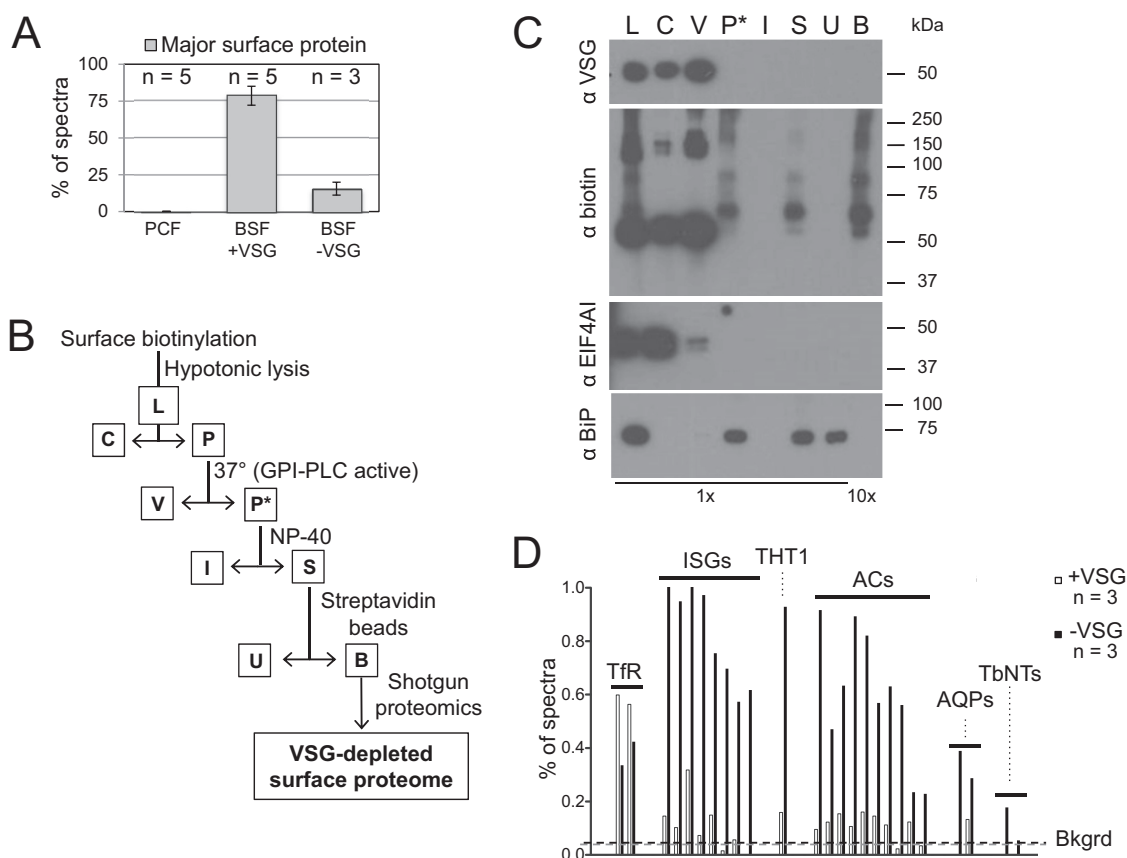 A
Major surface protein
n = 5 n = 5 n = 3
% of spectra
100
75
50
25
0
PCF BSF +VSG BSF -VSG
B
Surface biotinylation
Hypotonic lysis
L
C P
37° (GPI-PLC active)
V P*
NP-40
I S
Streptavidin
beads
U B
Shotgun
proteomics
VSG-depleted
surface proteome
C
L C V P* I S U B kDa
α VSG
50
α biotin
250
150
100
75
50
37
α EIF4AI
50
37
α BiP
100
75
1x 10x
D
% of spectra
1.0
0.8
0.6
0.4
0.2
0.0
TfR
ISGs
THT1
ACs
AQPs
TbNTs
+VSG
n = 3
-VSG
n = 3
Bkgrd